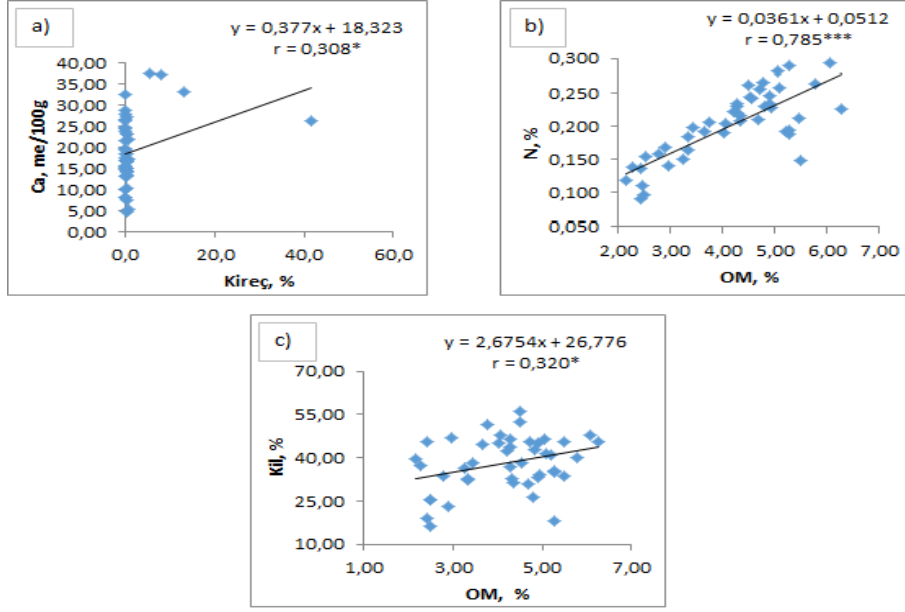 a)
y = 0,377x + 18,323
r = 0,308*
40,00
35,00
30,00
25,00
20,00
15,00
10,00
5,00
0,00
Ca, me/100g
0,0 20,0 40,0 60,0
Kireç, %
b)
y = 0,0361x + 0,0512
r = 0,785***
0,300
0,250
0,200
0,150
0,100
0,050
N, %
2,00 3,00 4,00 5,00 6,00 7,00
OM, %
c)
y = 2,6754x + 26,776
r = 0,320*
70,00
55,00
40,00
25,00
10,00
Kil, %
1,00 3,00 5,00 7,00
OM, %